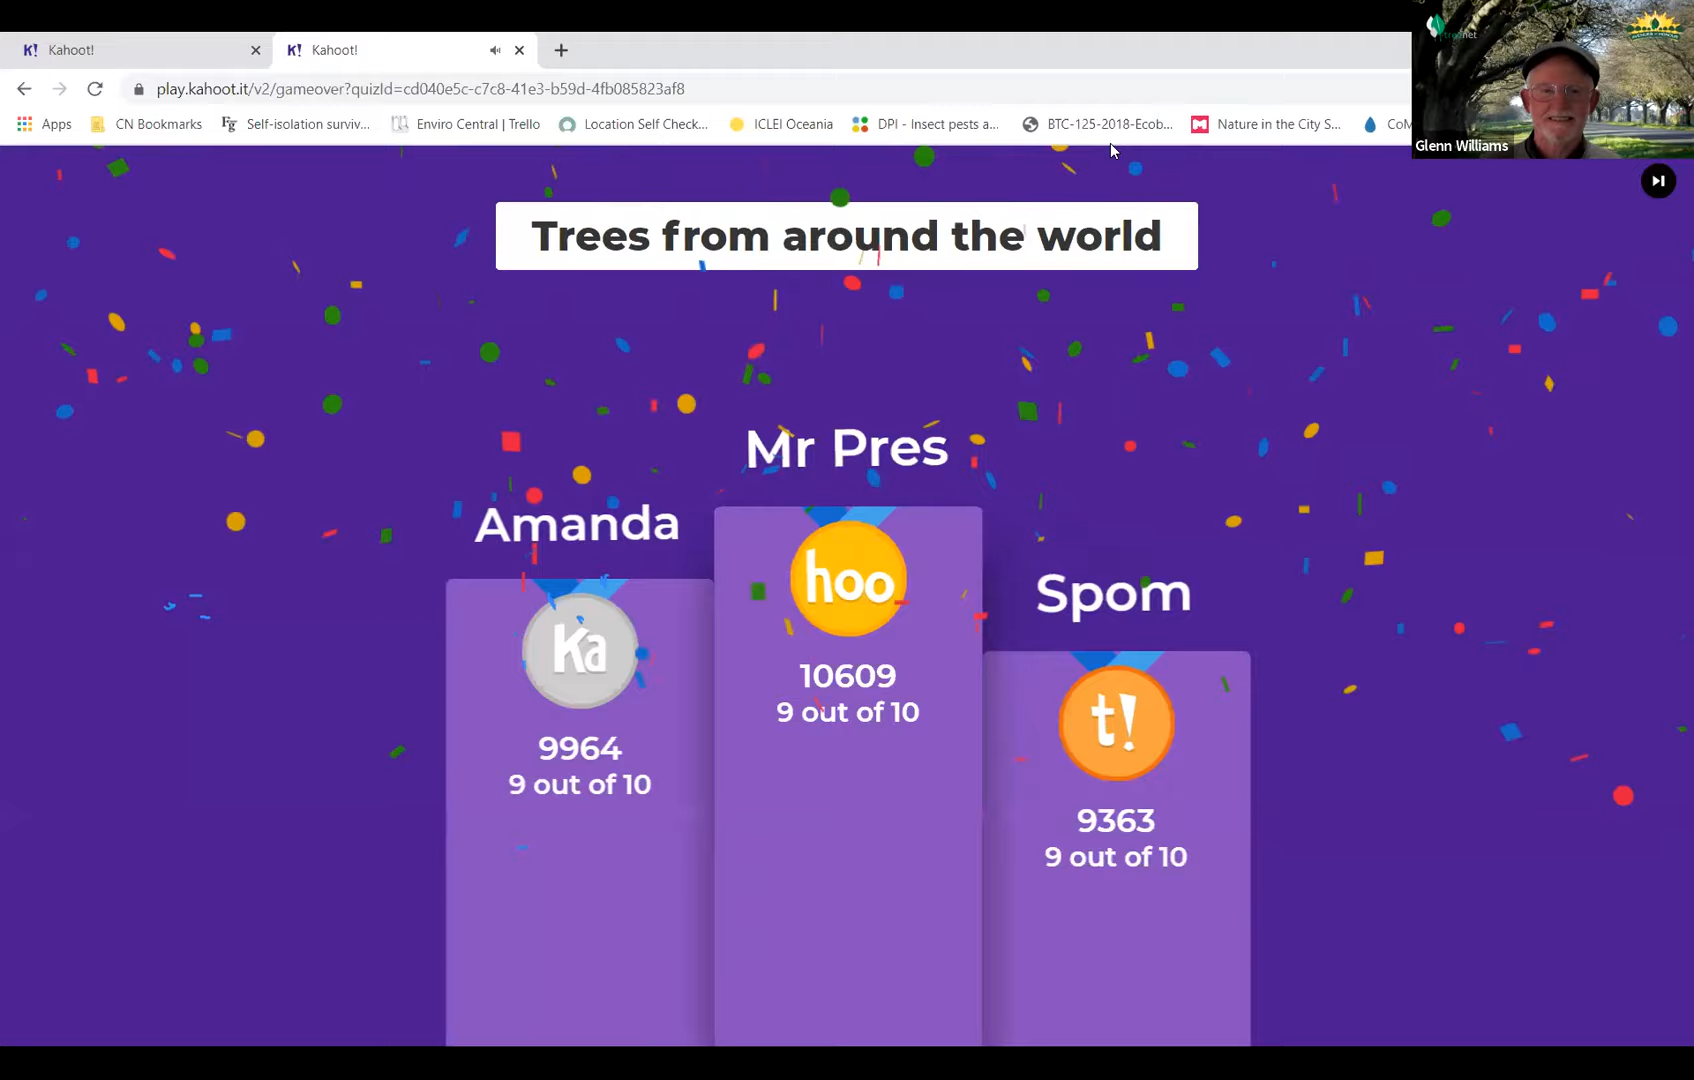 Kahoot!
Kahoot!
play.kahoot.it/v2/gameover?quizId=cd040e5c-c7c8-41e3-b59d-4fb085823af8
Apps
CN Bookmarks
Self-isolation surviv...
Enviro Central | Trello
Location Self Check...
ICLEI Oceania
DPI - Insect pests a...
BTC-125-2018-Ecob...
Nature in the City S...
Glenn Williams
Trees from around the world
Mr Pres
Amanda
Spom
hoo
10609
9 out of 10
Ka
9964
9 out of 10
t!
9363
9 out of 10